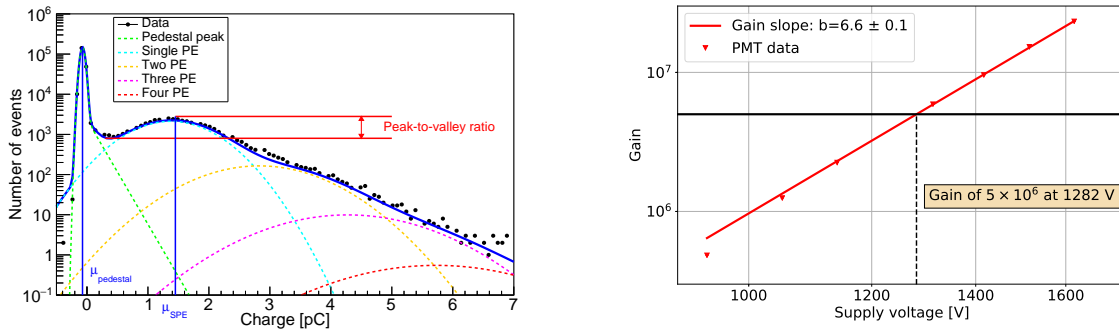 Number of events
10^6
10^5
10^4
10^3
10^2
10
1
10^-1
Data
Pedestal peak
Single PE
Two PE
Three PE
Four PE
Peak-to-valley ratio
μ_pedestal
μ_SPE
0 1 2 3 4 5 6 7
Charge [pC]
Gain
10^7
10^6
Gain slope: b=6.6 ± 0.1
PMT data
Gain of 5 × 10^6 at 1282 V
1000 1200 1400 1600
Supply voltage [V]